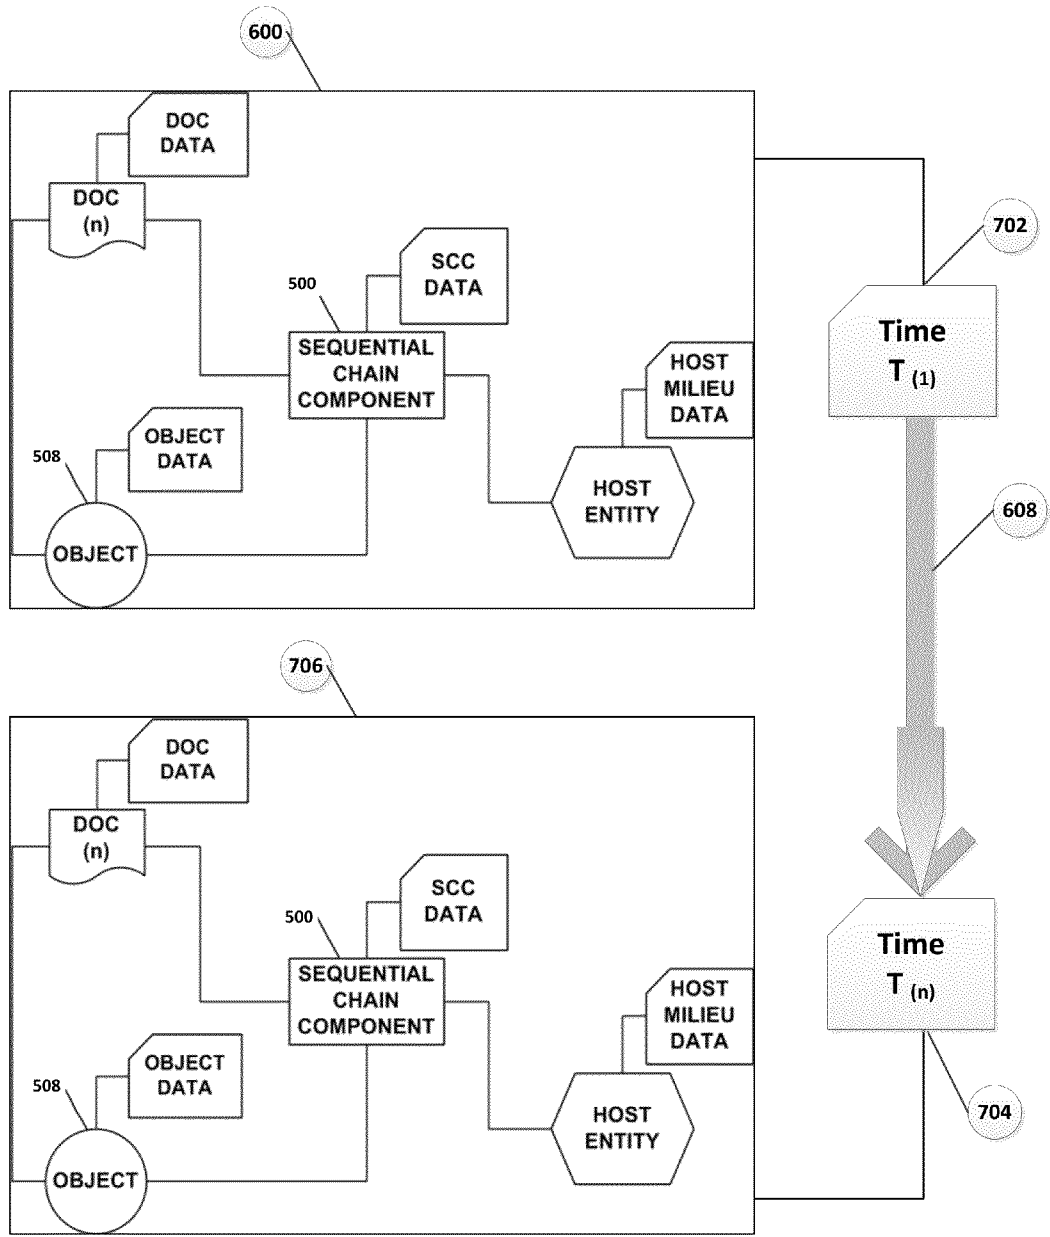 600
DOC
DATA
DOC
(n)
SCC
DATA
500
SEQUENTIAL
CHAIN
COMPONENT
HOST
MILIEU
DATA
OBJECT
DATA
508
HOST
ENTITY
OBJECT
702
Time
T (1)
608
706
DOC
DATA
DOC
(n)
SCC
DATA
500
SEQUENTIAL
CHAIN
COMPONENT
HOST
MILIEU
DATA
OBJECT
DATA
508
HOST
ENTITY
OBJECT
Time
T (n)
704